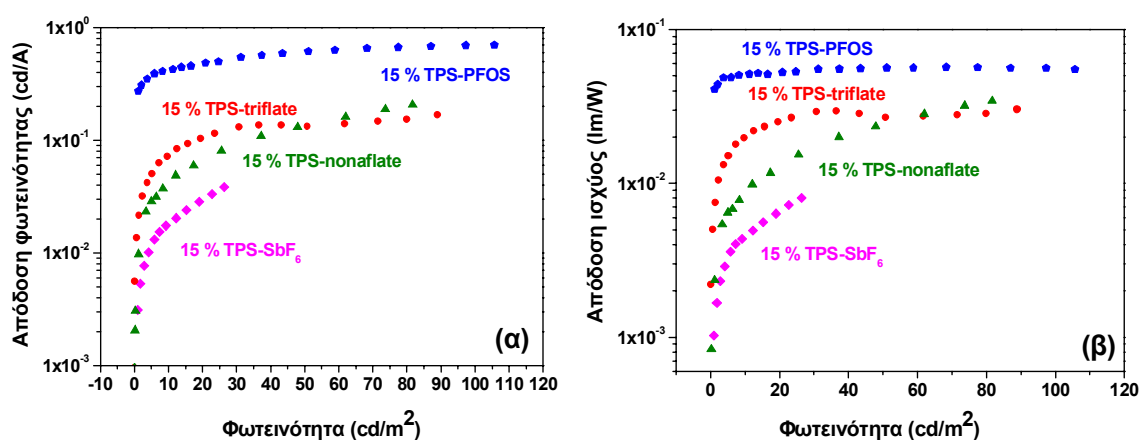 Απόδοση φωτεινότητας (cd/A)
1x10⁰
1x10⁻¹
1x10⁻²
1x10⁻³
15 % TPS-PFOS
15 % TPS-triflate
15 % TPS-nonaflate
15 % TPS-SbF₆
(α)
-10 0 10 20 30 40 50 60 70 80 90 100 110 120
Φωτεινότητα (cd/m²)
Απόδοση ισχύος (lm/W)
1x10⁻¹
1x10⁻²
1x10⁻³
15 % TPS-PFOS
15 % TPS-triflate
15 % TPS-nonaflate
15 % TPS-SbF₆
(β)
0 20 40 60 80 100 120
Φωτεινότητα (cd/m²)